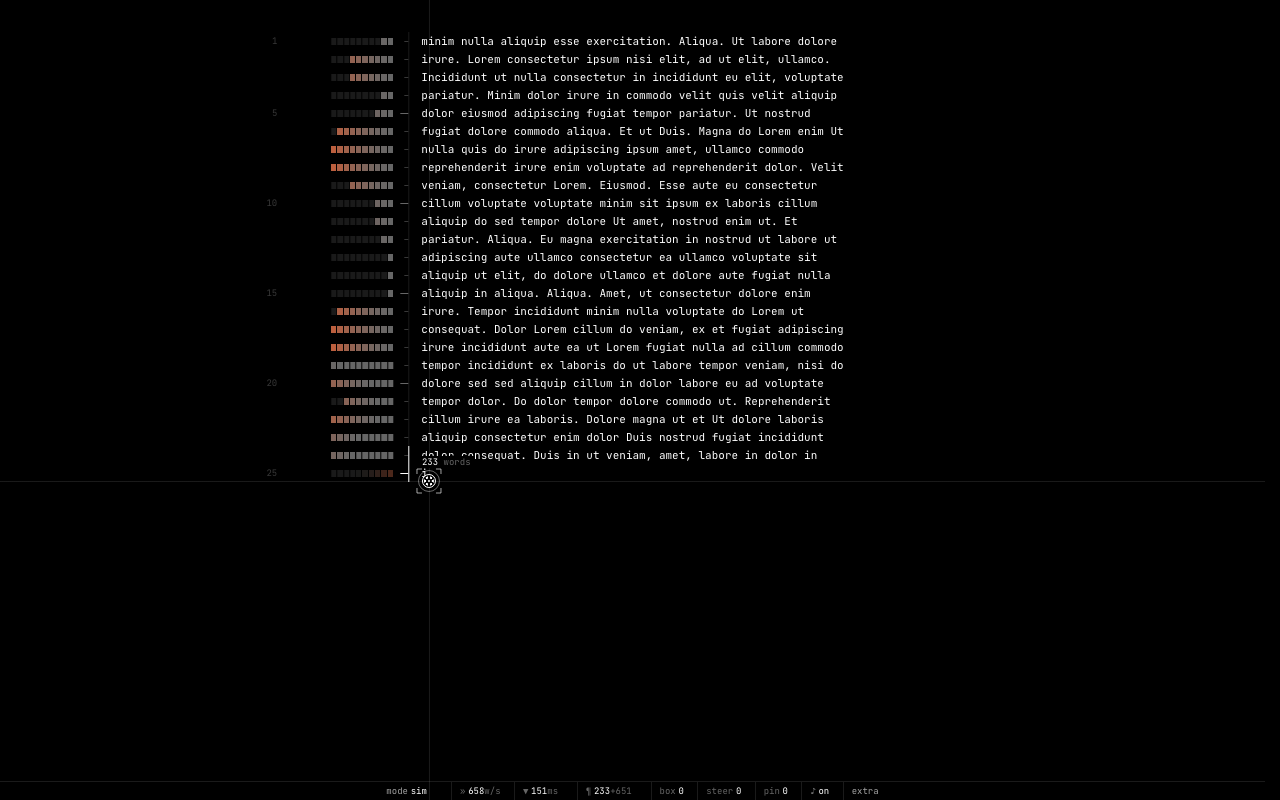 1 minim nulla aliquip esse exercitation. Aliqua. Ut labore dolore
irure. Lorem consectetur ipsum nisi elit, ad ut elit, ullamco.
Incididunt ut nulla consectetur in incididunt eu elit, voluptate
pariatur. Minim dolor irure in commodo velit quis velit aliquip
5 dolor eiusmod adipiscing fugiat tempor pariatur. Ut nostrud
fugiat dolore commodo aliqua. Et ut Duis. Magna do Lorem enim Ut
nulla quis do irure adipiscing ipsum amet, ullamco commodo
reprehenderit irure enim voluptate ad reprehenderit dolor. Velit
veniam, consectetur Lorem. Eiusmod. Esse aute eu consectetur
10 cillum voluptate voluptate minim sit ipsum ex laboris cillum
aliquip do sed tempor dolore Ut amet, nostrud enim ut. Et
pariatur. Aliqua. Eu magna exercitation in nostrud ut labore ut
adipiscing aute ullamco consectetur ea ullamco voluptate sit
aliquip ut elit, do dolore ullamco et dolore aute fugiat nulla
15 aliquip in aliqua. Aliqua. Amet, ut consectetur dolore enim
irure. Tempor incididunt minim nulla voluptate do Lorem ut
consequat. Dolor Lorem cillum do veniam, ex et fugiat adipiscing
irure incididunt aute ea ut Lorem fugiat nulla ad cillum commodo
tempor incididunt ex laboris do ut labore tempor veniam, nisi do
20 dolore sed sed aliquip cillum in dolor labore eu ad voluptate
tempor dolor. Do dolor tempor dolore commodo ut. Reprehenderit
cillum irure ea laboris. Dolore magna ut et Ut dolore laboris
aliquip consectetur enim dolor Duis nostrud fugiat incididunt
dolor consequat. Duis in ut veniam, amet, labore in dolor in
233 words
25
mode sim » 658w/s ▼ 151ms ¶ 233+651 box 0 steer 0 pin 0 ♪ on extra